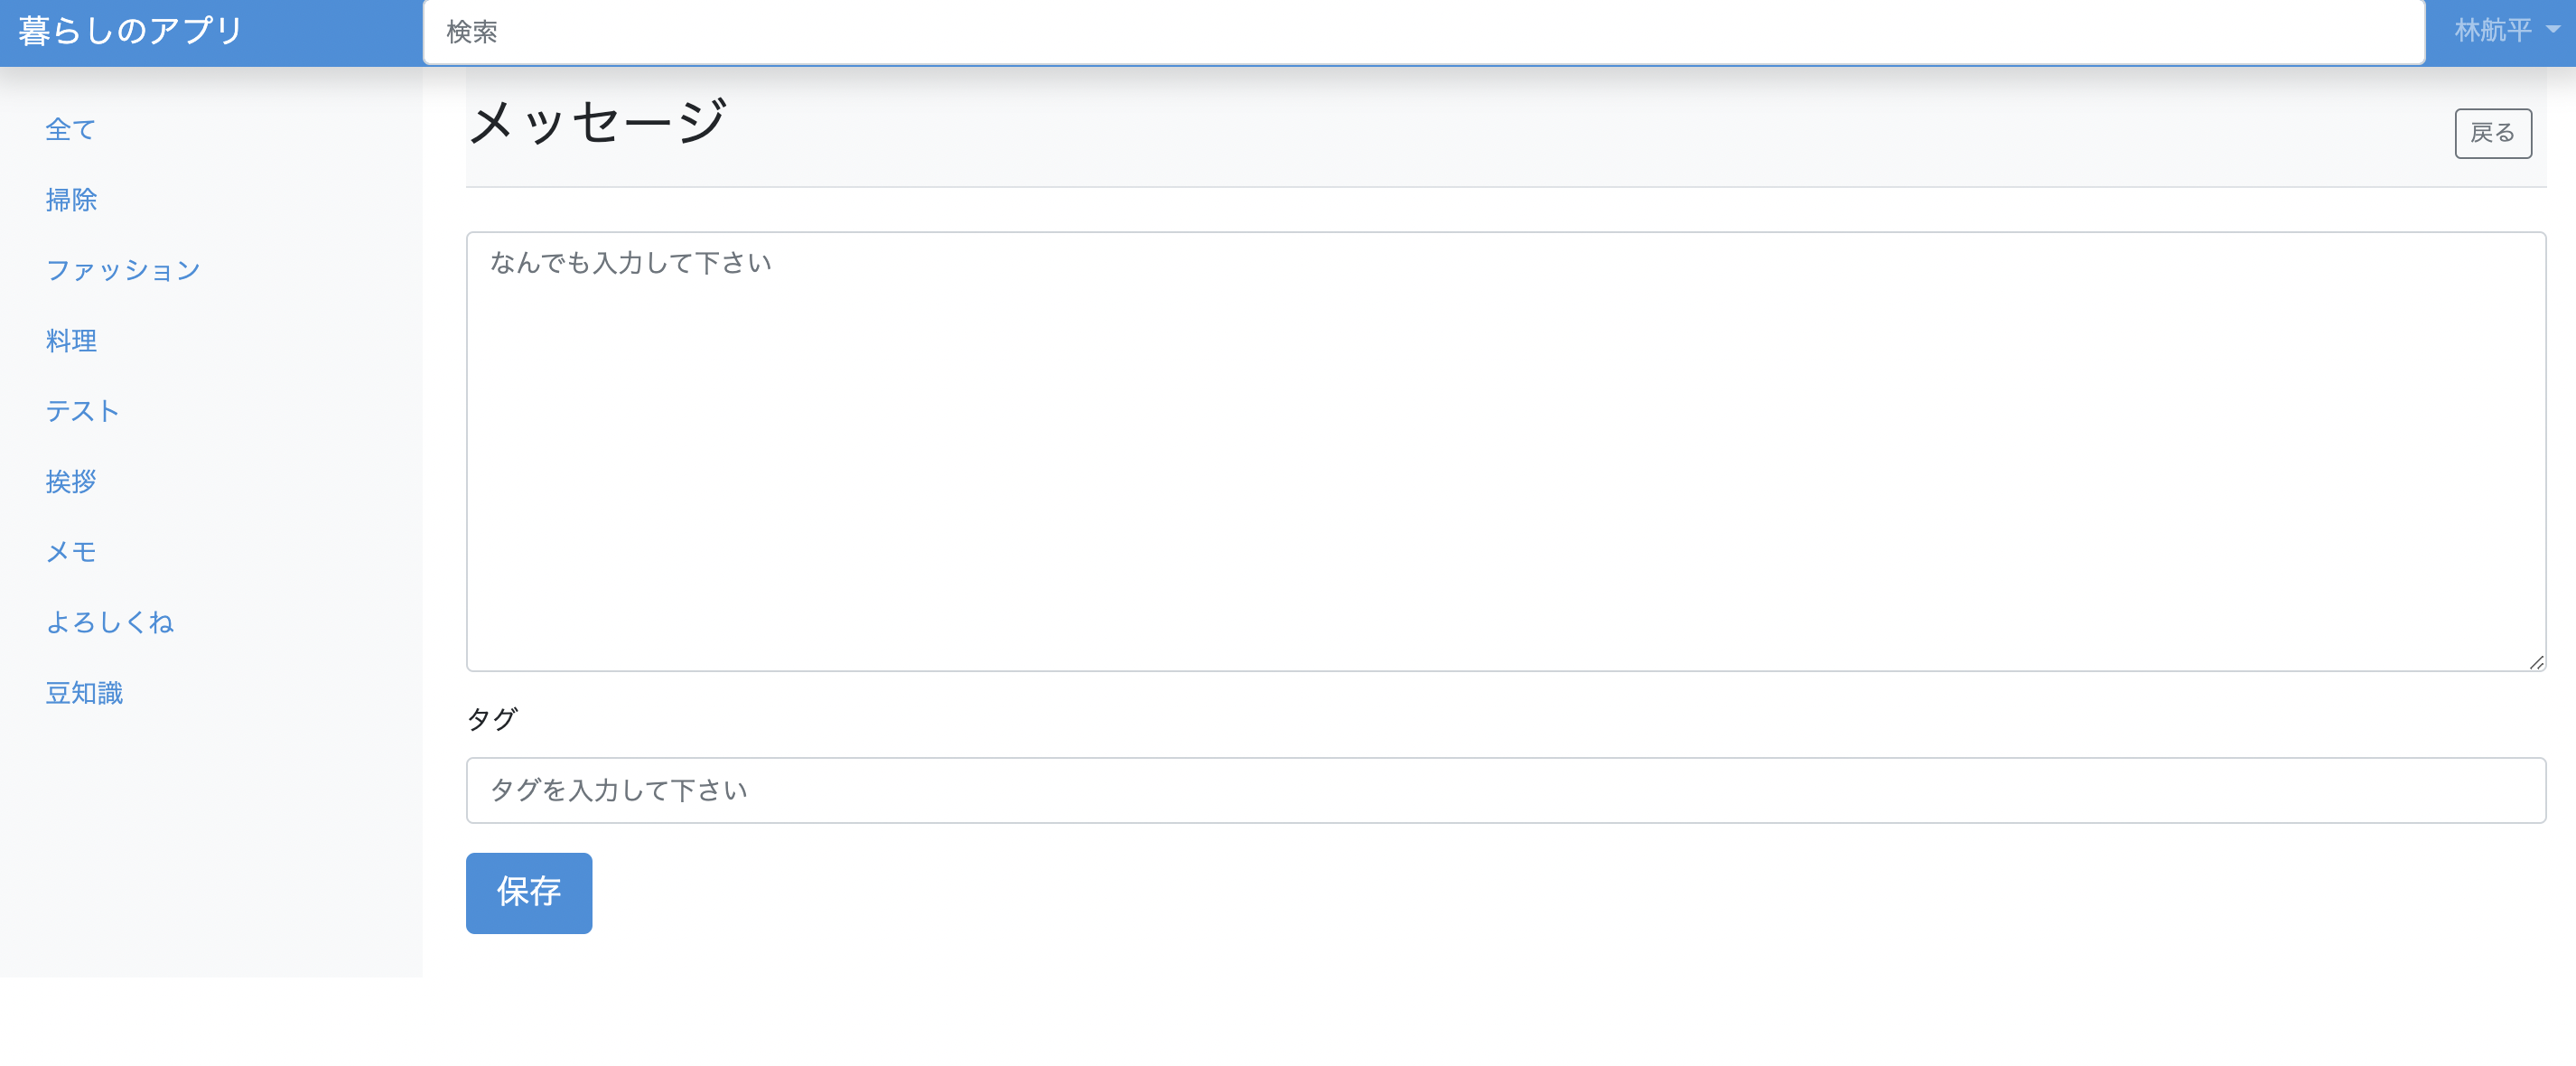 暮らしのアプリ
検索
林航平
全て
掃除
ファッション
料理
テスト
挨拶
メモ
よろしくね
豆知識
メッセージ
戻る
なんでも入力して下さい
タグ
タグを入力して下さい
保存